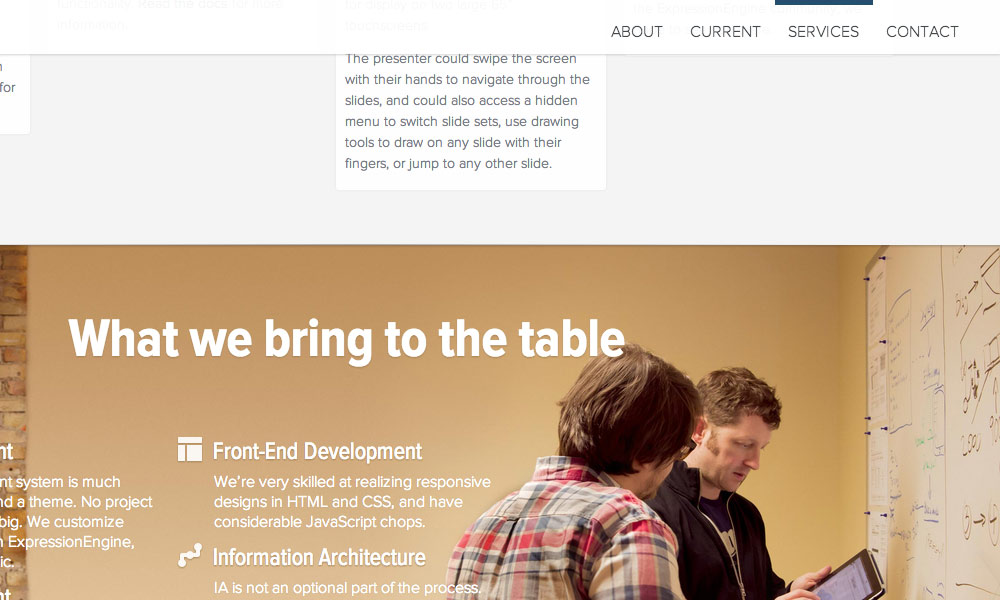 functionality. Read the docs for more
information.
for display on two large 65"
touchscreens.
the ExpressionEngine
ABOUT CURRENT SERVICES CONTACT
for
The presenter could swipe the screen
with their hands to navigate through the
slides, and could also access a hidden
menu to switch slide sets, use drawing
tools to draw on any slide with their
fingers, or jump to any other slide.
What we bring to the table
nt system is much
nd a theme. No project
big. We customize
ExpressionEngine,
Front-End Development
We're very skilled at realizing responsive
designs in HTML and CSS, and have
considerable JavaScript chops.
Information Architecture
IA is not an optional part of the process.